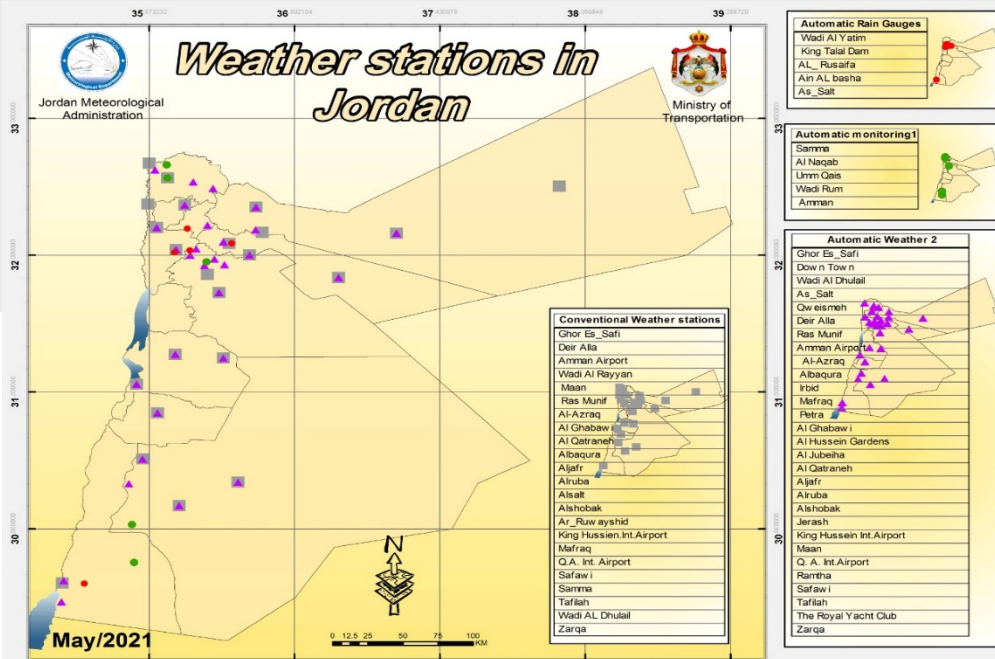 35
36
37
38
39
Weather stations in
Jordan
Jordan Meteorological
Administration
Ministry of
Transportation
33
33
32
32
31
31
30
30
Automatic Rain Gauges
Wadi Al Yatim
King Talal Dam
AL_ Rusaifa
Ain AL basha
As_Salt
Automatic monitoring1
Samma
Al Naqab
Umm Qais
Wadi Rum
Amman
Automatic Weather 2
Ghor Es_Safi
Down Town
Wadi Al Dhulail
As_Salt
Qweismeh
Deir Alla
Ras Munif
Amman Airport
Al-Azraq
Albaqura
Irbid
Mafraq
Petra
Al Ghabawi
Al Hussein Gardens
Al Jubeiha
Al Qatraneh
Aljafr
Alruba
Alshobak
Jerash
King Hussein Int.Airport
Maan
Q. A. Int.Airport
Ramtha
Safawi
Tafilah
The Royal Yacht Club
Zarqa
Conventional Weather stations
Ghor Es_Safi
Deir Alla
Amman Airport
Wadi Al Rayyan
Maan
Ras Munif
Al-Azraq
Al Ghabawi
Al Qatraneh
Albaqura
Aljafr
Alruba
Alsalt
Alshobak
Ar_Ruwayshid
King Hussien.Int.Airport
Mafraq
Q.A. Int. Airport
Safawi
Samma
Tafilah
Wadi AL Dhulail
Zarqa
N
May/2021
0 12.5 25 50 75 100
KM